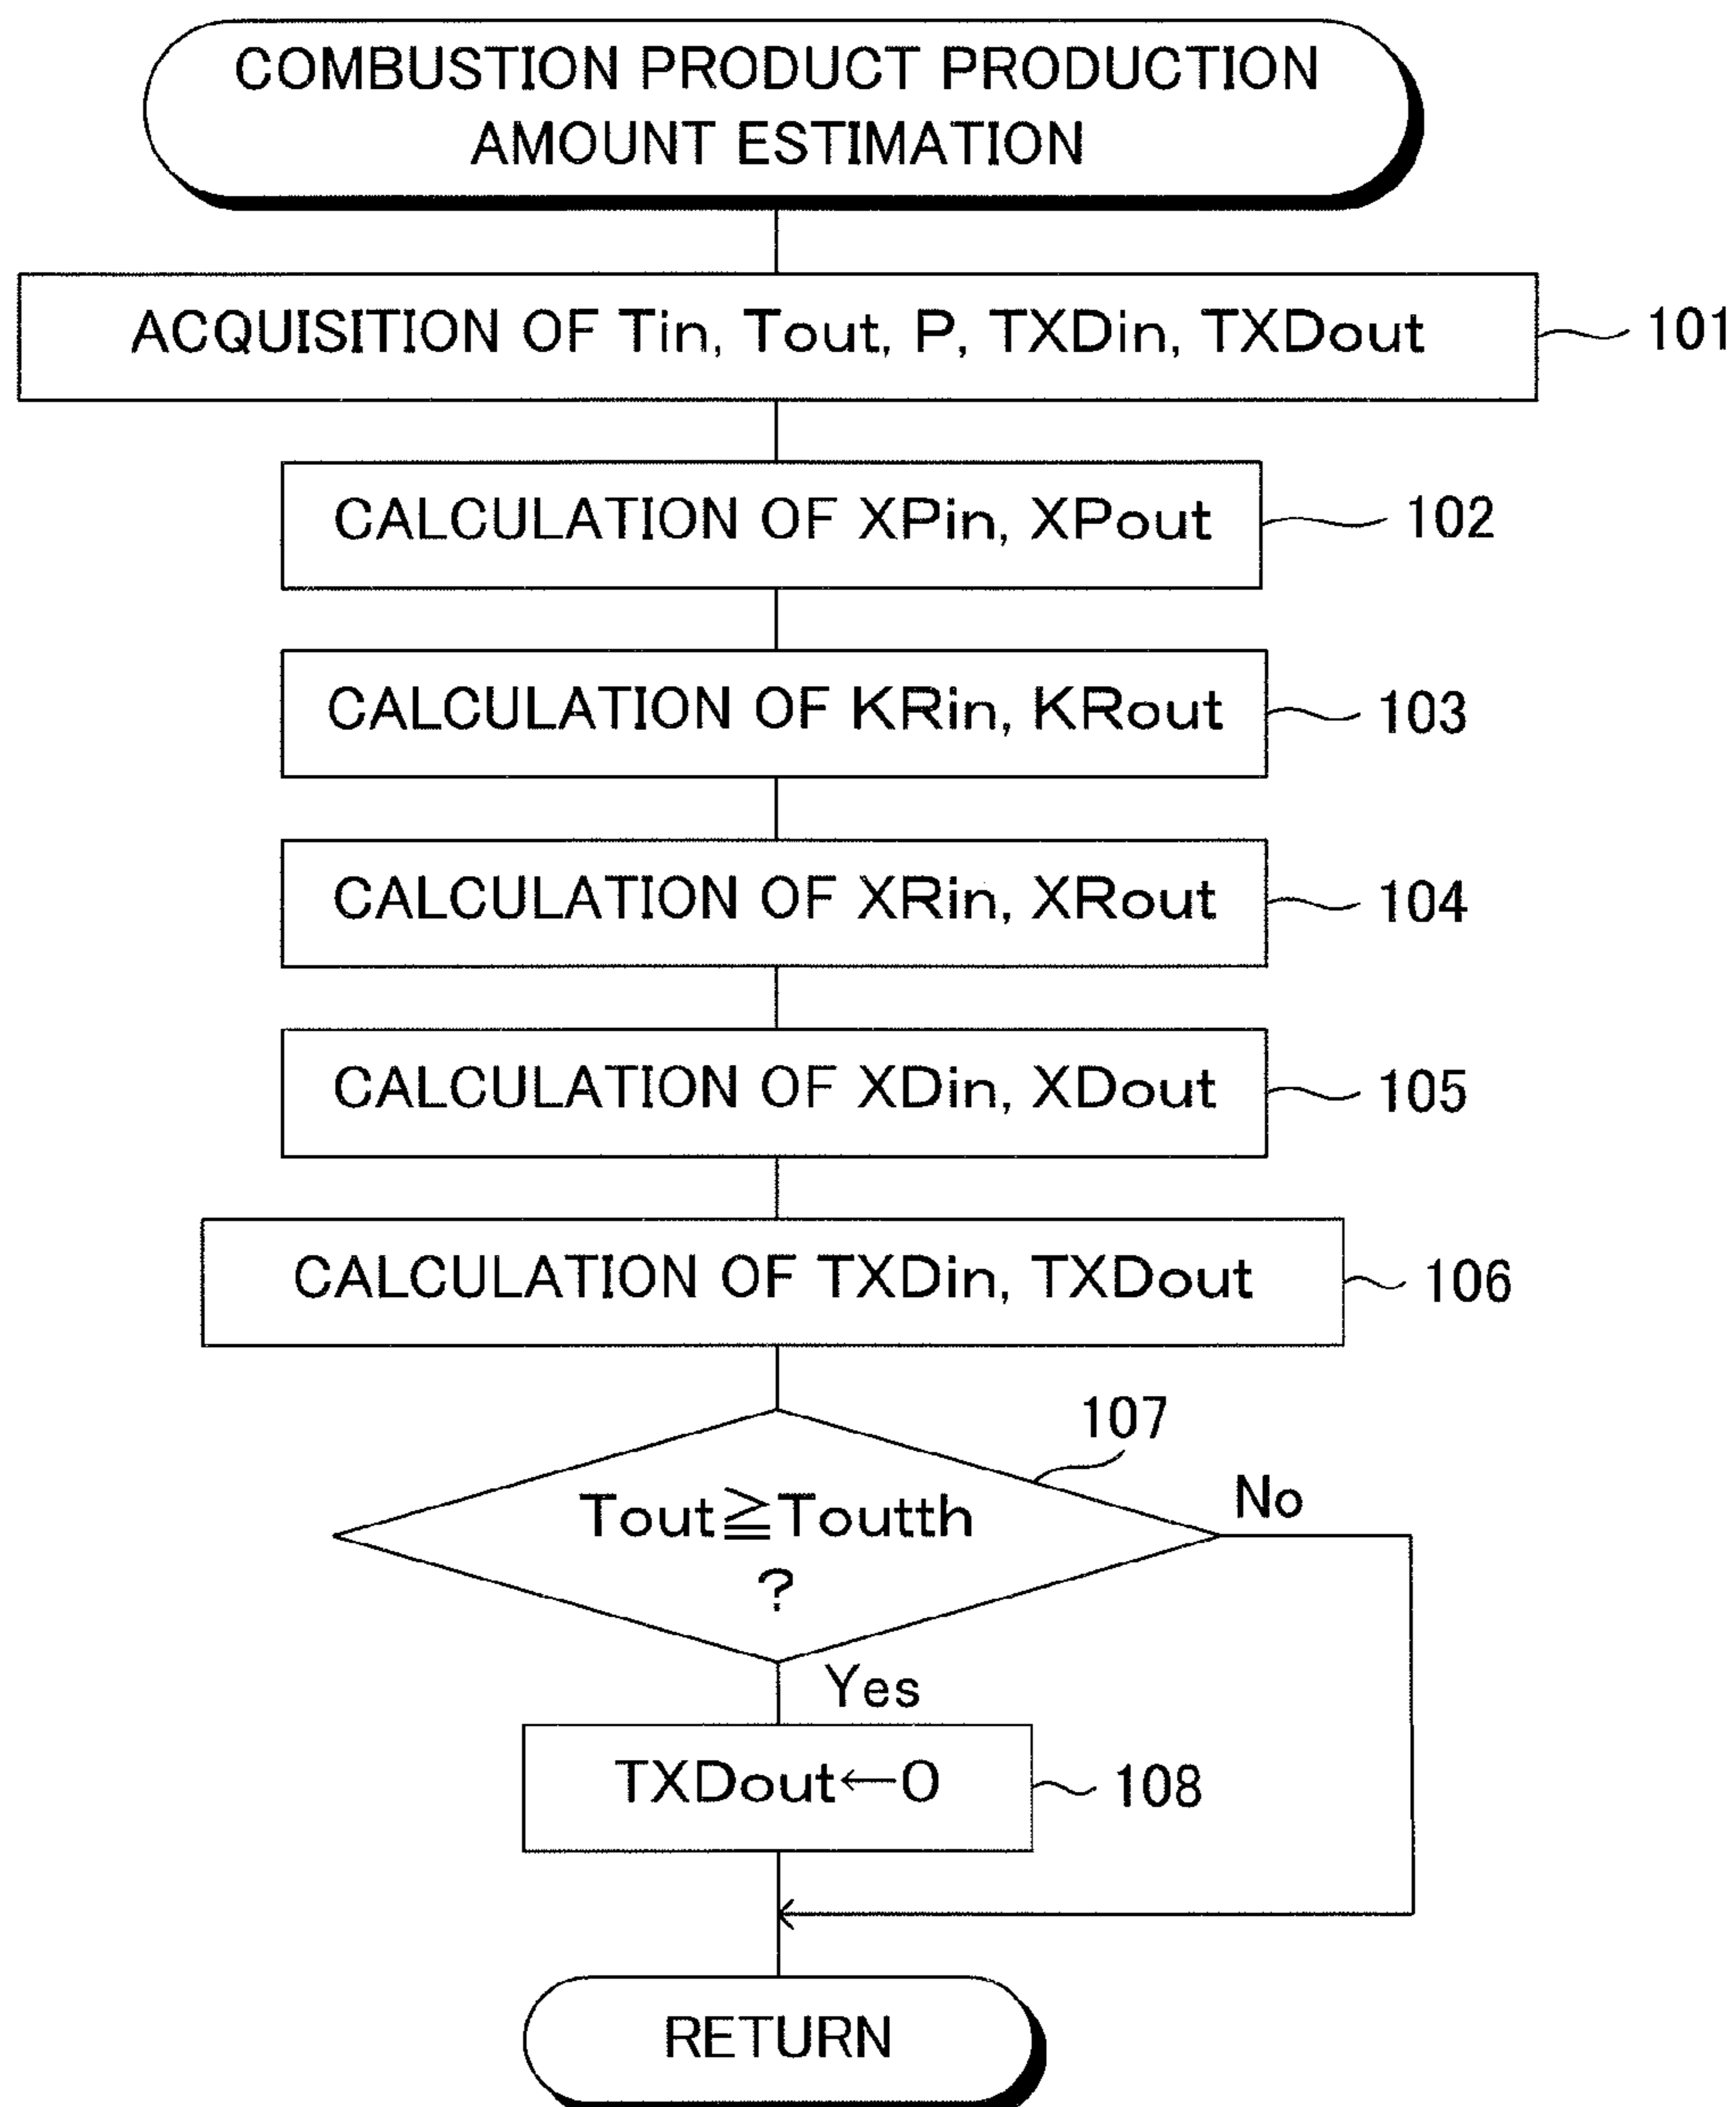 COMBUSTION PRODUCT PRODUCTION
AMOUNT ESTIMATION
ACQUISITION OF Tin, Tout, P, TXDin, TXDout
101
CALCULATION OF XPin, XPout
102
CALCULATION OF KRin, KRout
103
CALCULATION OF XRin, XRout
104
CALCULATION OF XDin, XDout
105
CALCULATION OF TXDin, TXDout
106
107
Tout≧Toutth
?
No
Yes
TXDout←0
108
RETURN